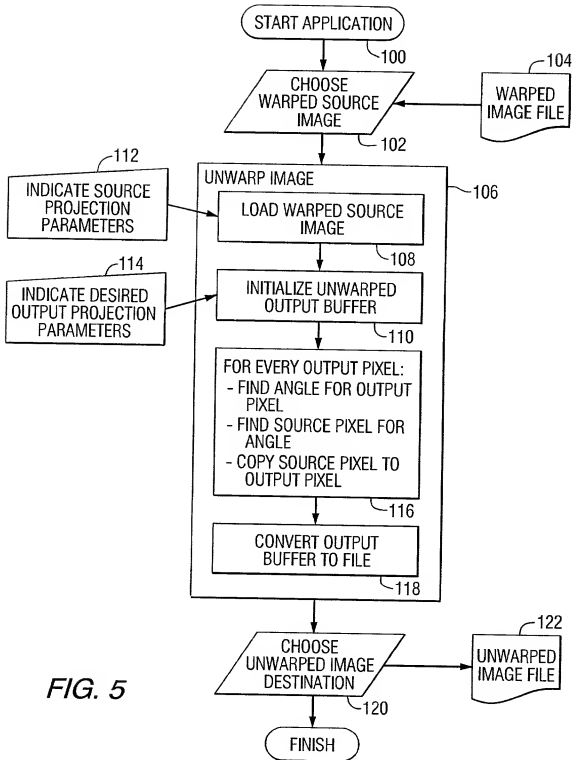 START APPLICATION
100
CHOOSE
WARPED SOURCE
IMAGE
102
104
WARPED
IMAGE FILE
UNWARP IMAGE
106
112
INDICATE SOURCE
PROJECTION
PARAMETERS
LOAD WARPED SOURCE
IMAGE
108
114
INDICATE DESIRED
OUTPUT PROJECTION
PARAMETERS
INITIALIZE UNWARPED
OUTPUT BUFFER
110
FOR EVERY OUTPUT PIXEL:
- FIND ANGLE FOR OUTPUT
PIXEL
- FIND SOURCE PIXEL FOR
ANGLE
- COPY SOURCE PIXEL TO
OUTPUT PIXEL
116
CONVERT OUTPUT
BUFFER TO FILE
118
CHOOSE
UNWARPED IMAGE
DESTINATION
120
122
UNWARPED
IMAGE FILE
FINISH
FIG. 5